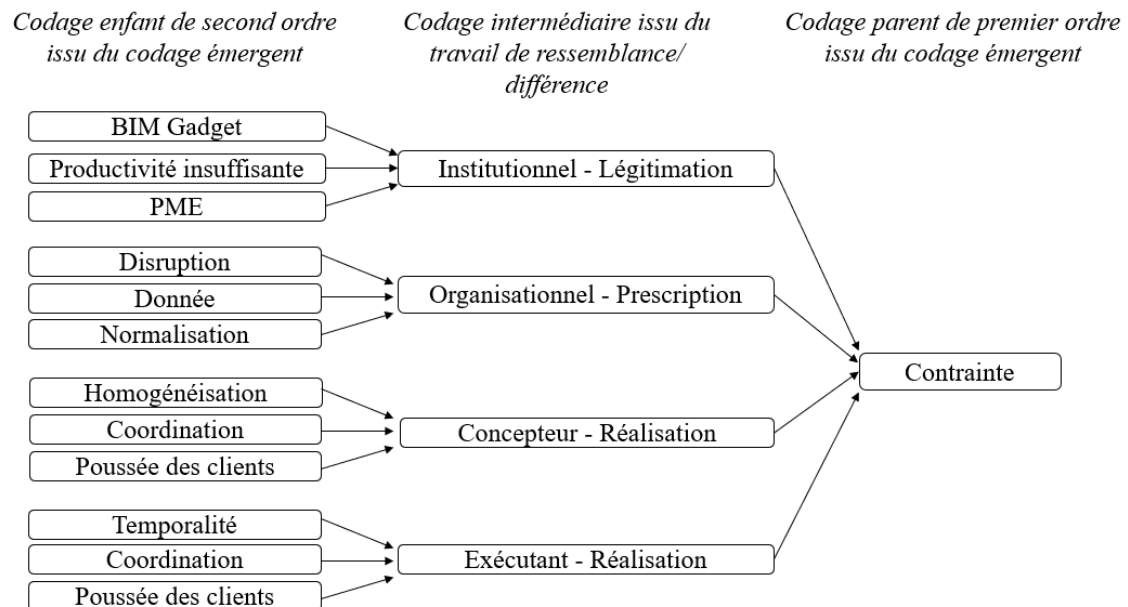 Codage enfant de second ordre
issu du codage émergent
Codage intermédiaire issu du
travail de ressemblance/
différence
Codage parent de premier ordre
issu du codage émergent
BIM Gadget
Productivité insuffisante
PME
Institutionnel - Légitimation
Disruption
Donnée
Normalisation
Organisationnel - Prescription
Homogénéisation
Coordination
Poussée des clients
Concepteur - Réalisation
Temporalité
Coordination
Poussée des clients
Exécutant - Réalisation
Contrainte